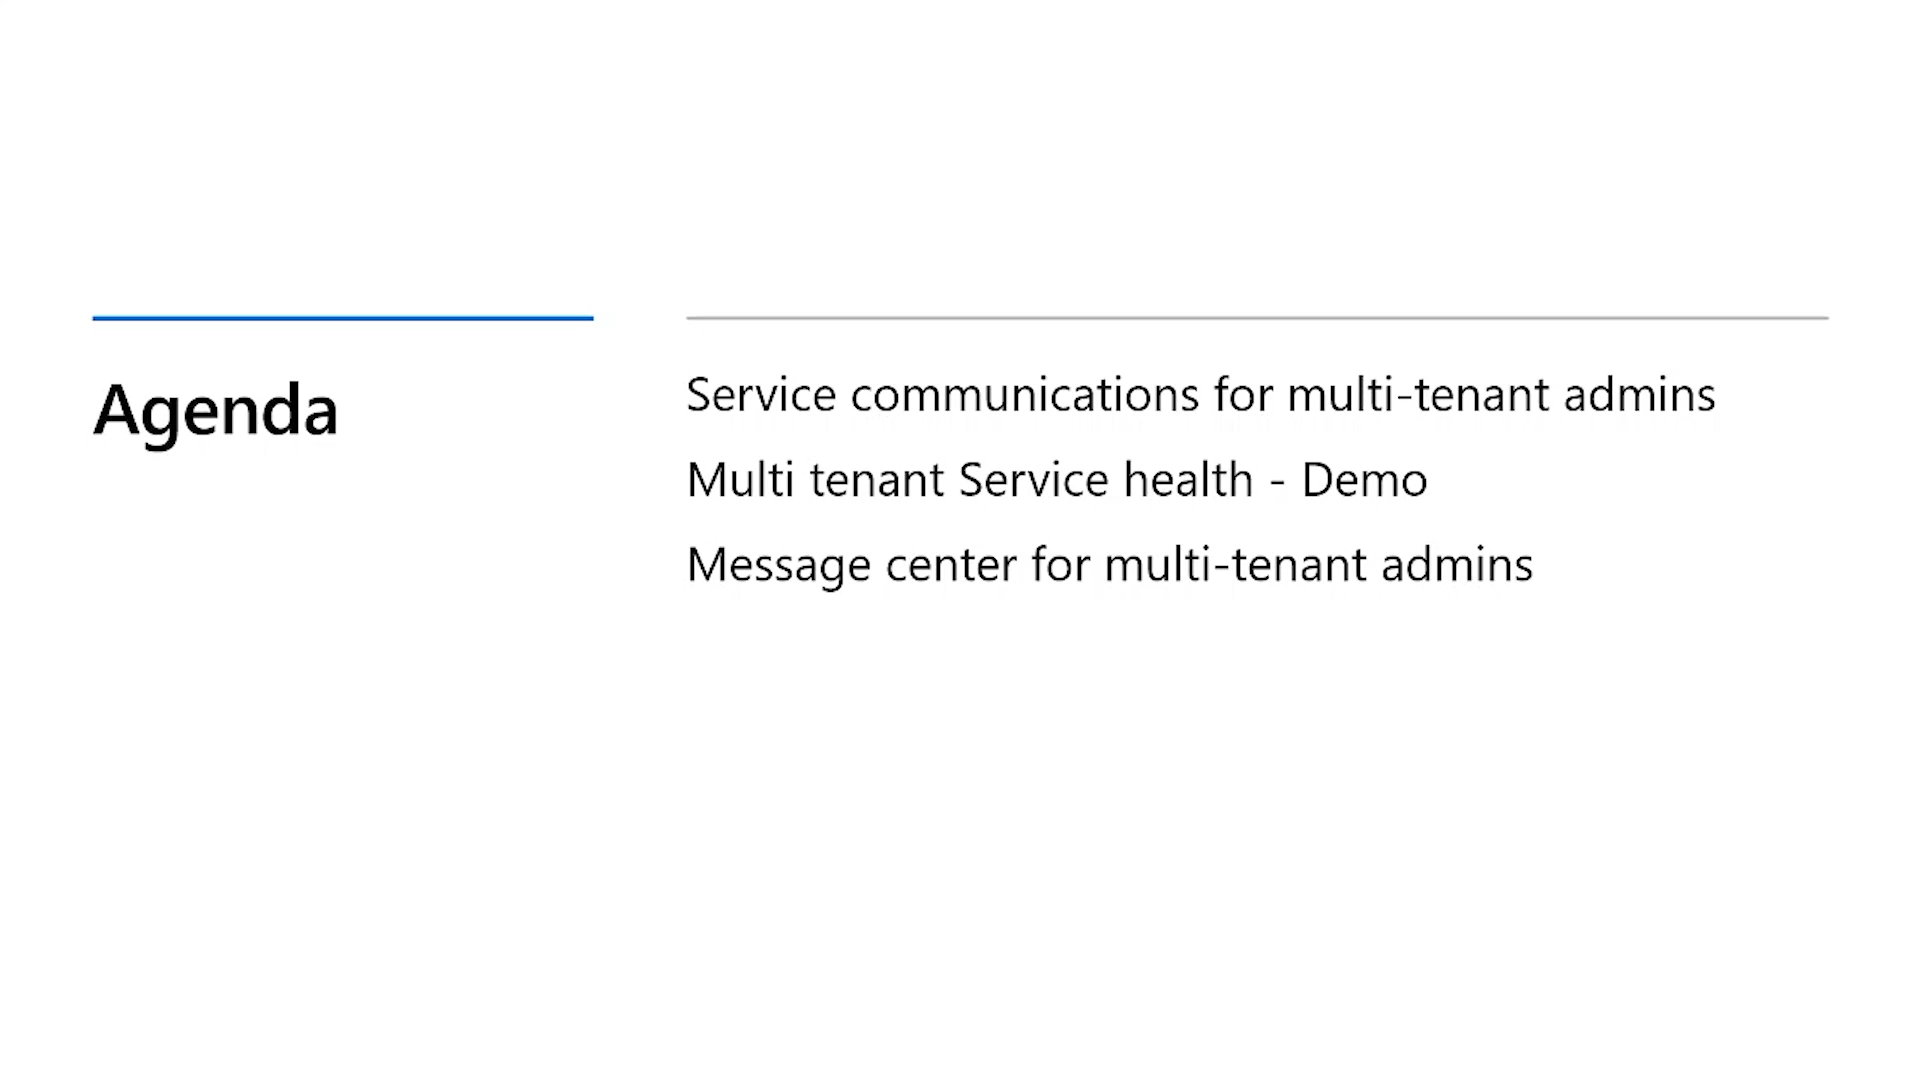 Agenda
Service communications for multi-tenant admins
Multi tenant Service health - Demo
Message center for multi-tenant admins